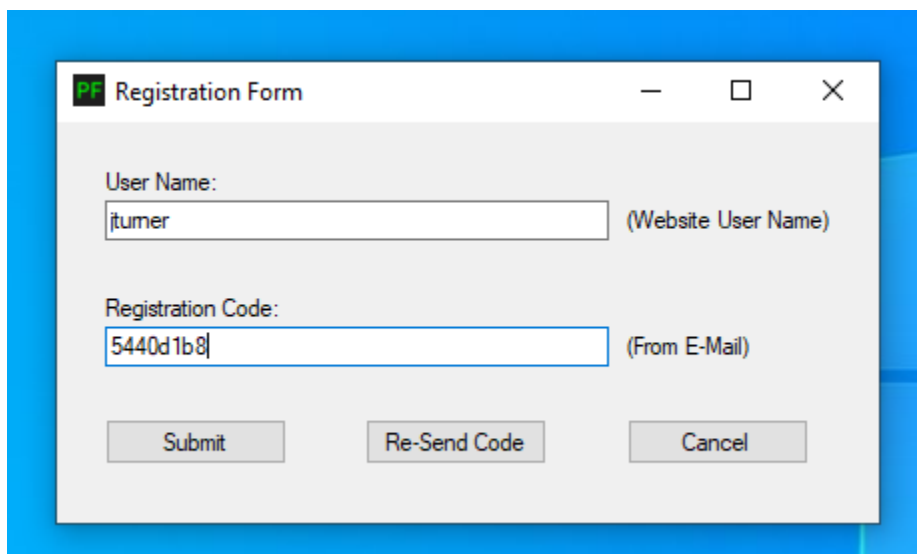 PF Registration Form
User Name:
jturner (Website User Name)
Registration Code:
5440d1b8 (From E-Mail)
Submit Re-Send Code Cancel